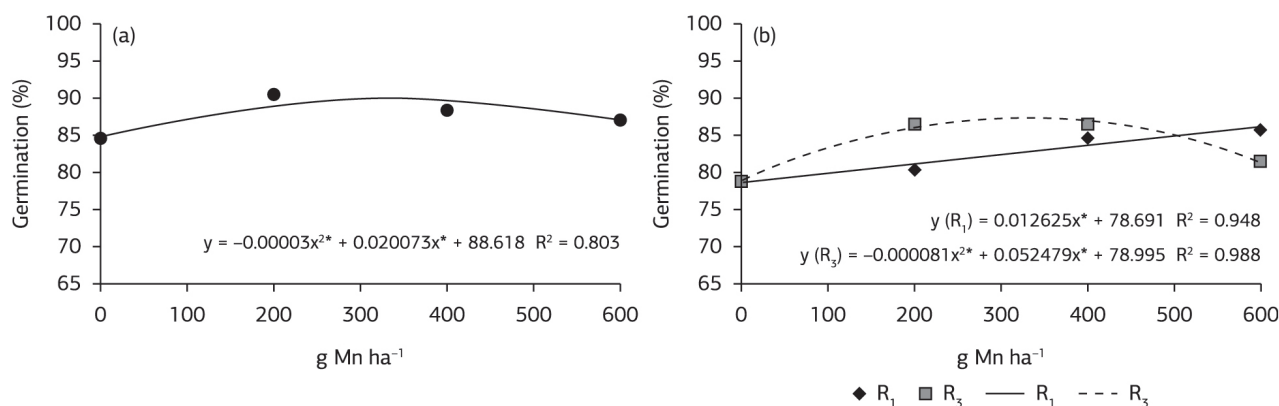 (a)
Germination (%)
100
95
90
85
80
75
70
65
y = –0.00003x²* + 0.020073x* + 88.618 R² = 0.803
0 100 200 300 400 500 600
g Mn ha⁻¹
(b)
Germination (%)
100
95
90
85
80
75
70
65
y (R₁) = 0.012625x* + 78.691 R² = 0.948
y (R₃) = –0.000081x²* + 0.052479x* + 78.995 R² = 0.988
0 100 200 300 400 500 600
g Mn ha⁻¹
R₁ R₃ R₁ R₃